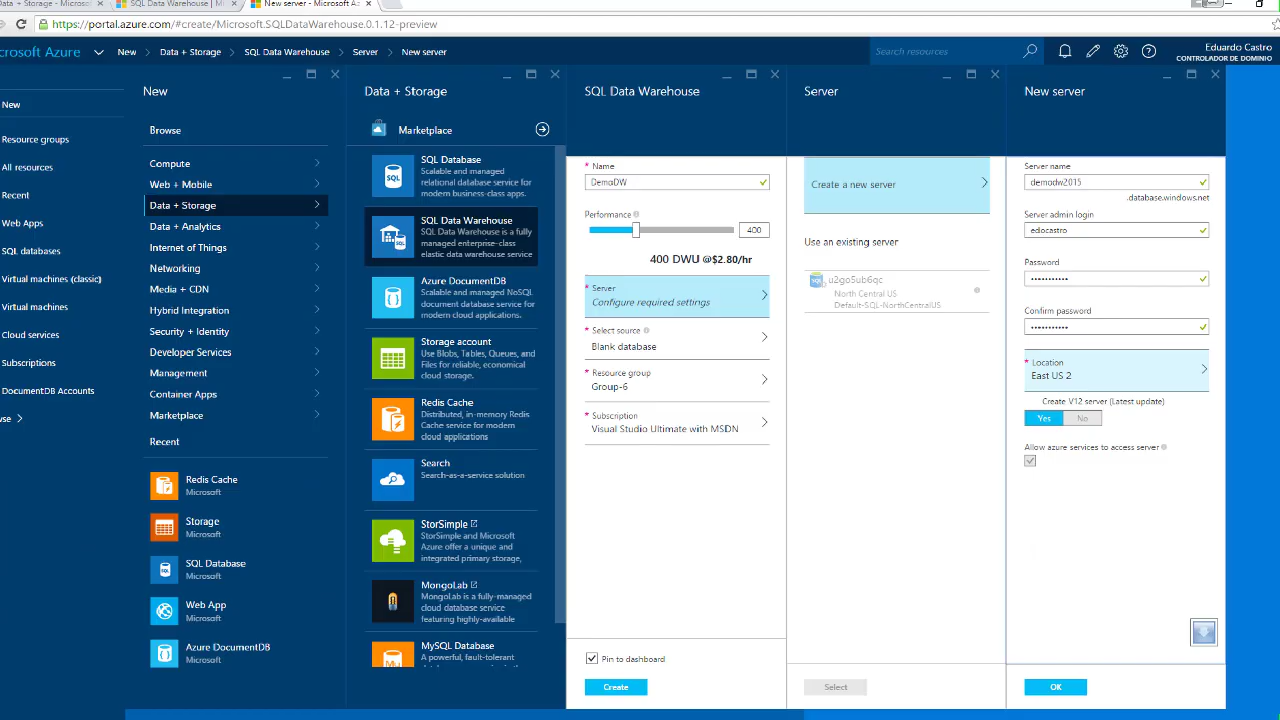 Data + Storage - Microsof
SQL Data Warehouse | Mi
New server - Microsoft A
https://portal.azure.com/#create/Microsoft.SQLDataWarehouse.0.1.12-preview
crosoft Azure
New
Data + Storage
SQL Data Warehouse
Server
New server
Search resources
Eduardo Castro
CONTROLADOR DE DOMINIO
New
Resource groups
All resources
Recent
Web Apps
SQL databases
Virtual machines (classic)
Virtual machines
Cloud services
Subscriptions
DocumentDB Accounts
wse
New
Browse
Compute
Web + Mobile
Data + Storage
Data + Analytics
Internet of Things
Networking
Media + CDN
Hybrid Integration
Security + Identity
Developer Services
Management
Container Apps
Marketplace
Recent
Redis Cache
Microsoft
Storage
Microsoft
SQL Database
Microsoft
Web App
Microsoft
Azure DocumentDB
Microsoft
Data + Storage
Marketplace
SQL Database
Scalable and managed
relational database service for
modern business-class apps.
SQL Data Warehouse
SQL Data Warehouse is a fully
managed enterprise-class
elastic data warehouse service
Azure DocumentDB
Scalable and managed NoSQL
document database service for
modern cloud applications.
Storage account
Use Blobs, Tables, Queues, and
Files for reliable, economical
cloud storage.
Redis Cache
Distributed, in-memory Redis
Cache service for modern
cloud applications
Search
Search-as-a-service solution
StorSimple
StorSimple and Microsoft
Azure offer a unique and
integrated primary storage,
MongoLab
MongoLab is a fully-managed
cloud database service
featuring highly-available
MySQL Database
A powerful, fault-tolerant
SQL Data Warehouse
* Name
DemoDW
Performance
400
400 DWU @$2.80/hr
* Server
Configure required settings
* Select source
Blank database
* Resource group
Group-6
* Subscription
Visual Studio Ultimate with MSDN
Pin to dashboard
Create
Server
Create a new server
Use an existing server
u2go5ub6qc
North Central US
Default-SQL-NorthCentralUS
Select
New server
* Server name
demodw2015
.database.windows.net
* Server admin login
edocastro
* Password
•••••••••••
* Confirm password
•••••••••••
* Location
East US 2
Create V12 server (Latest update)
Yes
No
Allow azure services to access server
OK